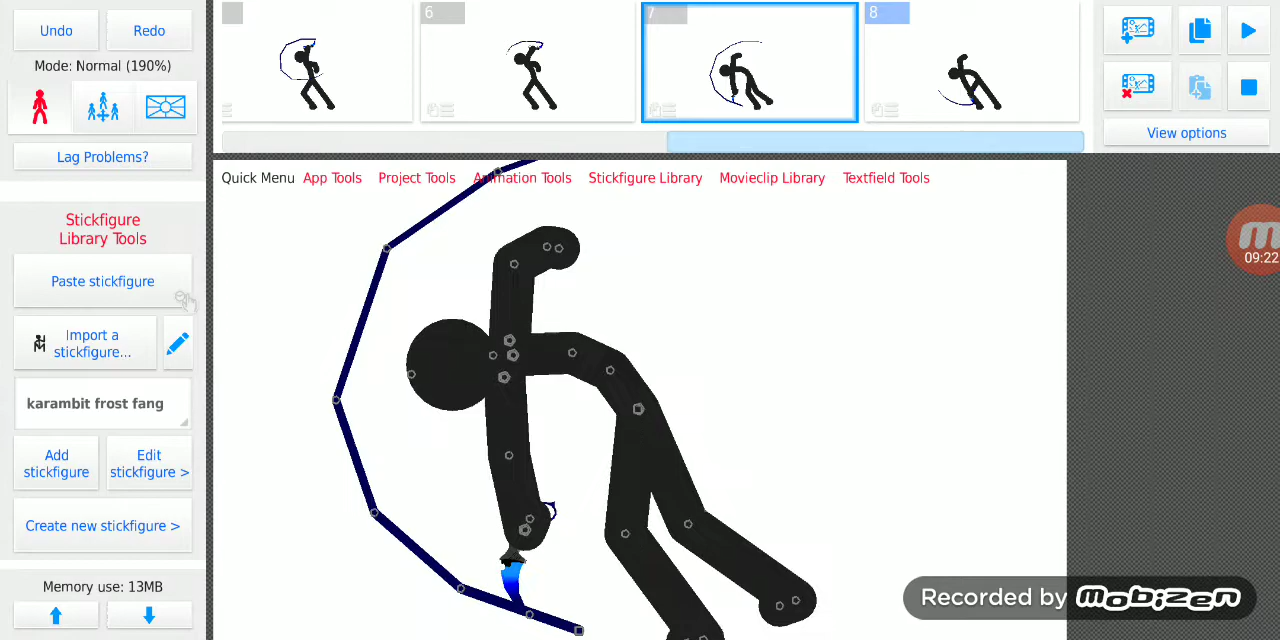 Undo
Redo
Mode: Normal (190%)
Lag Problems?
6
7
8
View options
Quick Menu App Tools Project Tools Animation Tools Stickfigure Library Movieclip Library Textfield Tools
Stickfigure
Library Tools
Paste stickfigure
Import a
stickfigure...
karambit frost fang
Add
stickfigure
Edit
stickfigure >
Create new stickfigure >
Memory use: 13MB
09:22
Recorded by mobizen